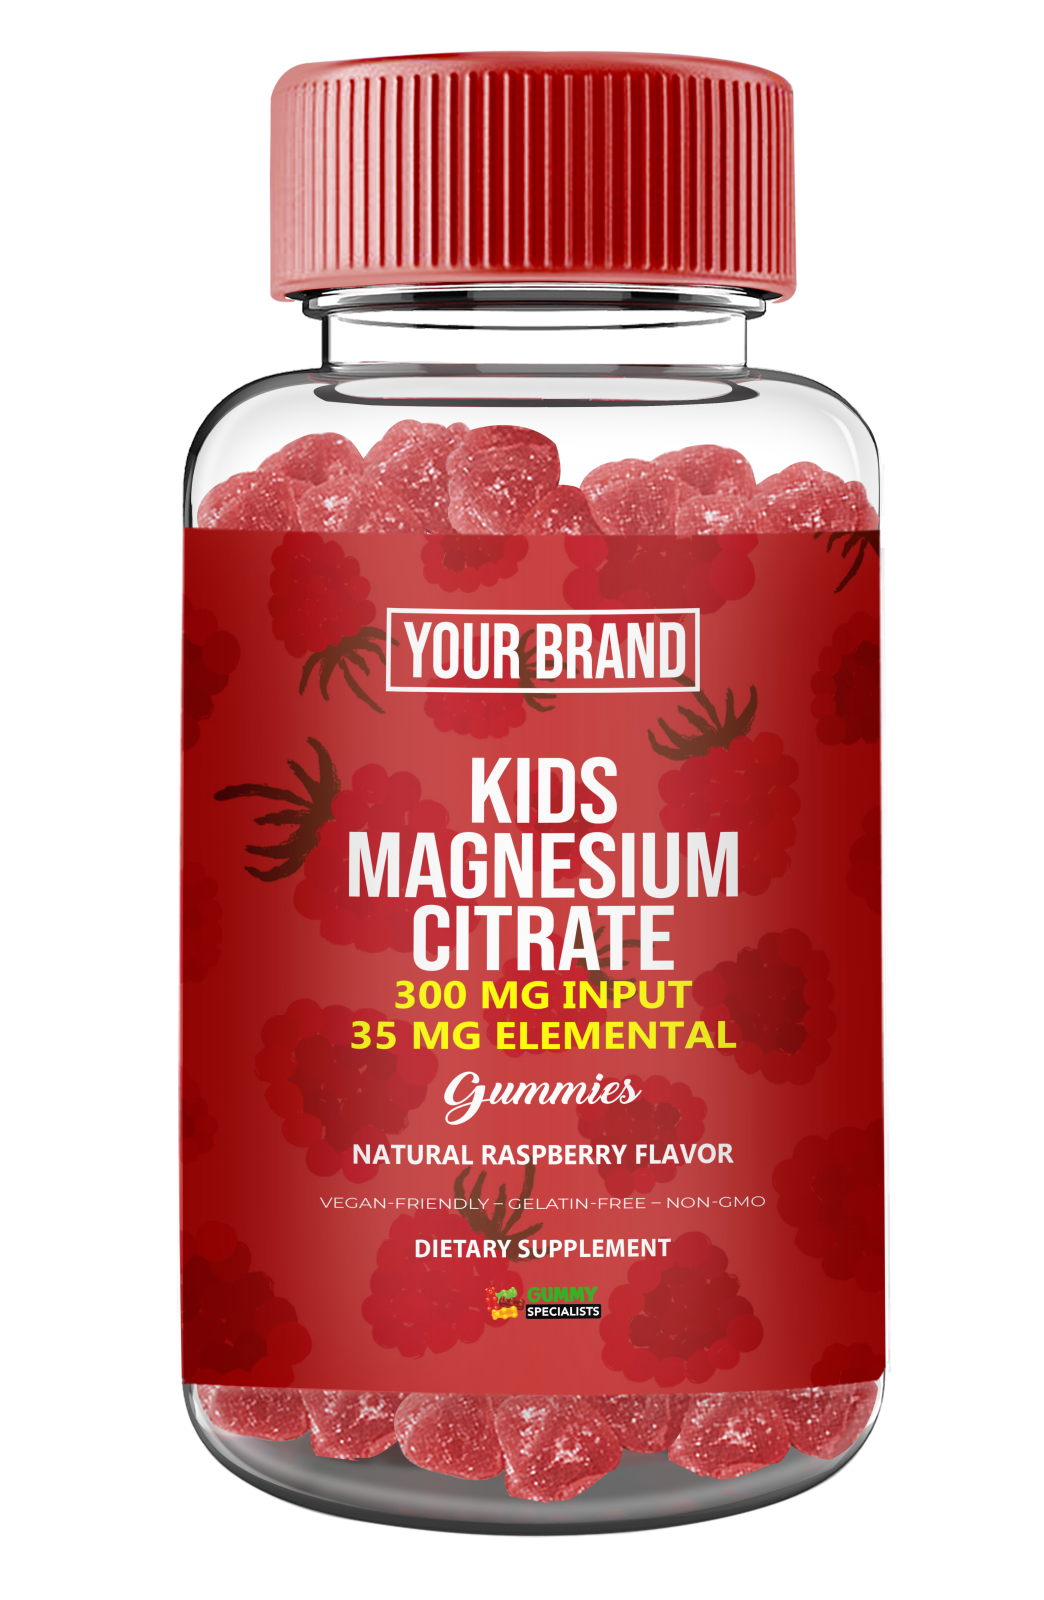 YOUR BRAND
KIDS
MAGNESIUM
CITRATE
300 MG INPUT
35 MG ELEMENTAL
Gummies
NATURAL RASPBERRY FLAVOR
VEGAN-FRIENDLY – GELATIN-FREE – NON-GMO
DIETARY SUPPLEMENT
GUMMY
SPECIALISTS